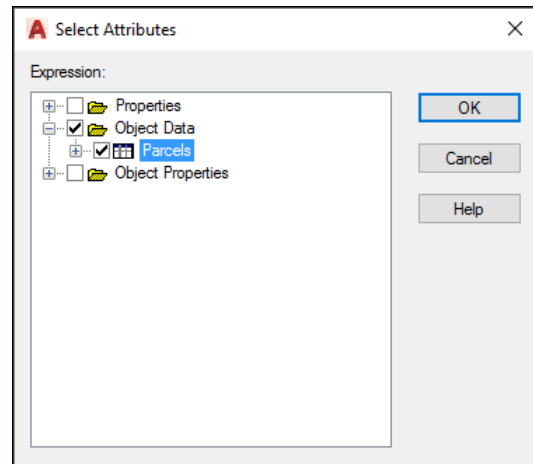 Select Attributes
Expression:
Properties
Object Data
Parcels
Object Properties
OK
Cancel
Help